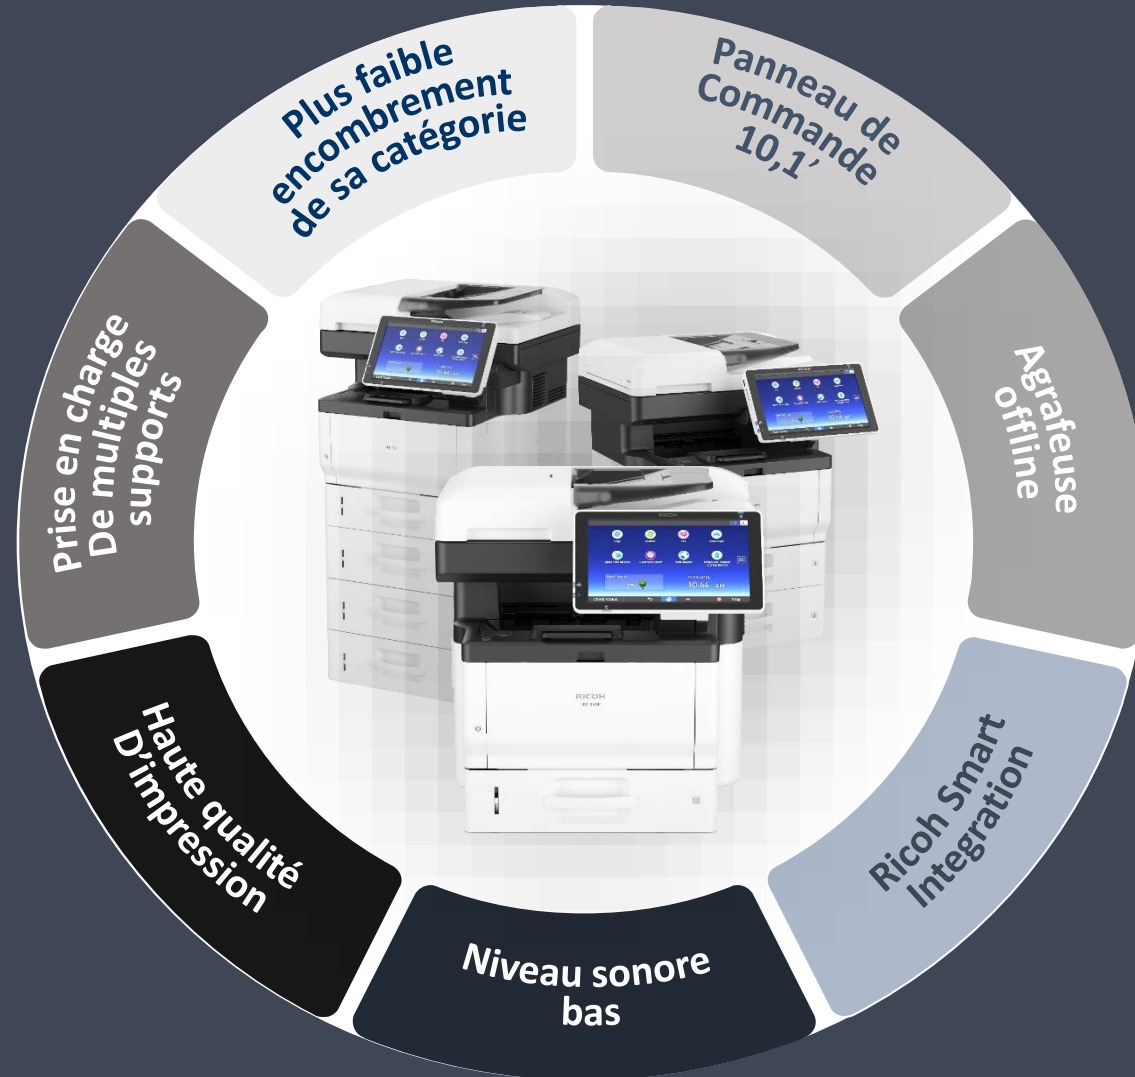 Plus faible
encombrement
de sa catégorie
Panneau de
Commande
10,1’
Agrafeuse
offline
Ricoh Smart
Integration
Niveau sonore
bas
Haute qualité
D’impression
Prise en charge
De multiples
supports
RICOH